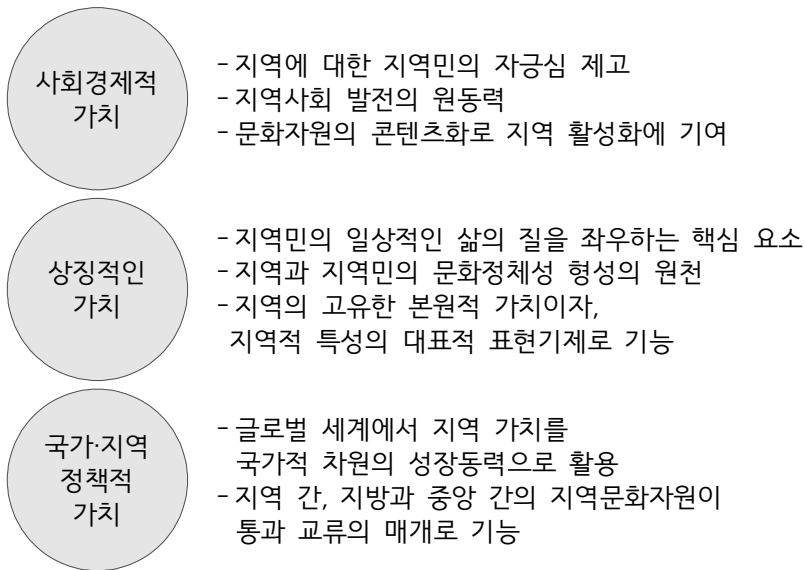 사회경제적
가치
- 지역에 대한 지역민의 자긍심 제고
- 지역사회 발전의 원동력
- 문화자원의 콘텐츠화로 지역 활성화에 기여
상징적인
가치
- 지역민의 일상적인 삶의 질을 좌우하는 핵심 요소
- 지역과 지역민의 문화정체성 형성의 원천
- 지역의 고유한 본원적 가치이자,
지역적 특성의 대표적 표현기제로 기능
국가·지역
정책적
가치
- 글로벌 세계에서 지역 가치를
국가적 차원의 성장동력으로 활용
- 지역 간, 지방과 중앙 간의 지역문화자원이
통과 교류의 매개로 기능